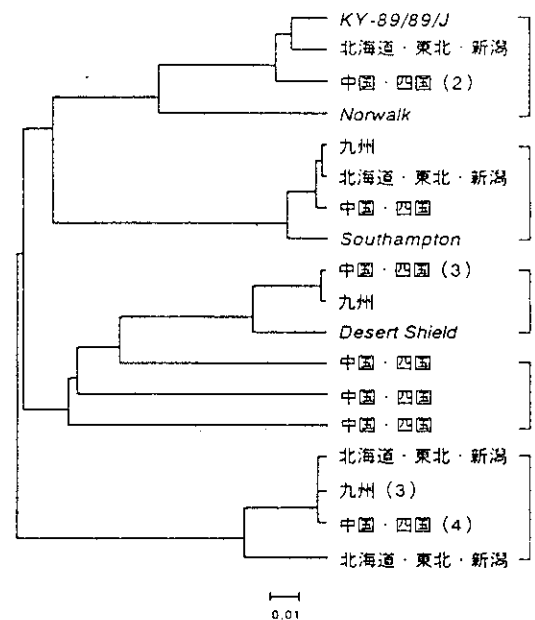 KY-89/89/J
北海道・東北・新潟
中国・四国 (2)
Norwalk
九州
北海道・東北・新潟
中国・四国
Southampton
中国・四国 (3)
九州
Desert Shield
中国・四国
中国・四国
中国・四国
北海道・東北・新潟
九州 (3)
中国・四国 (4)
北海道・東北・新潟
0.01